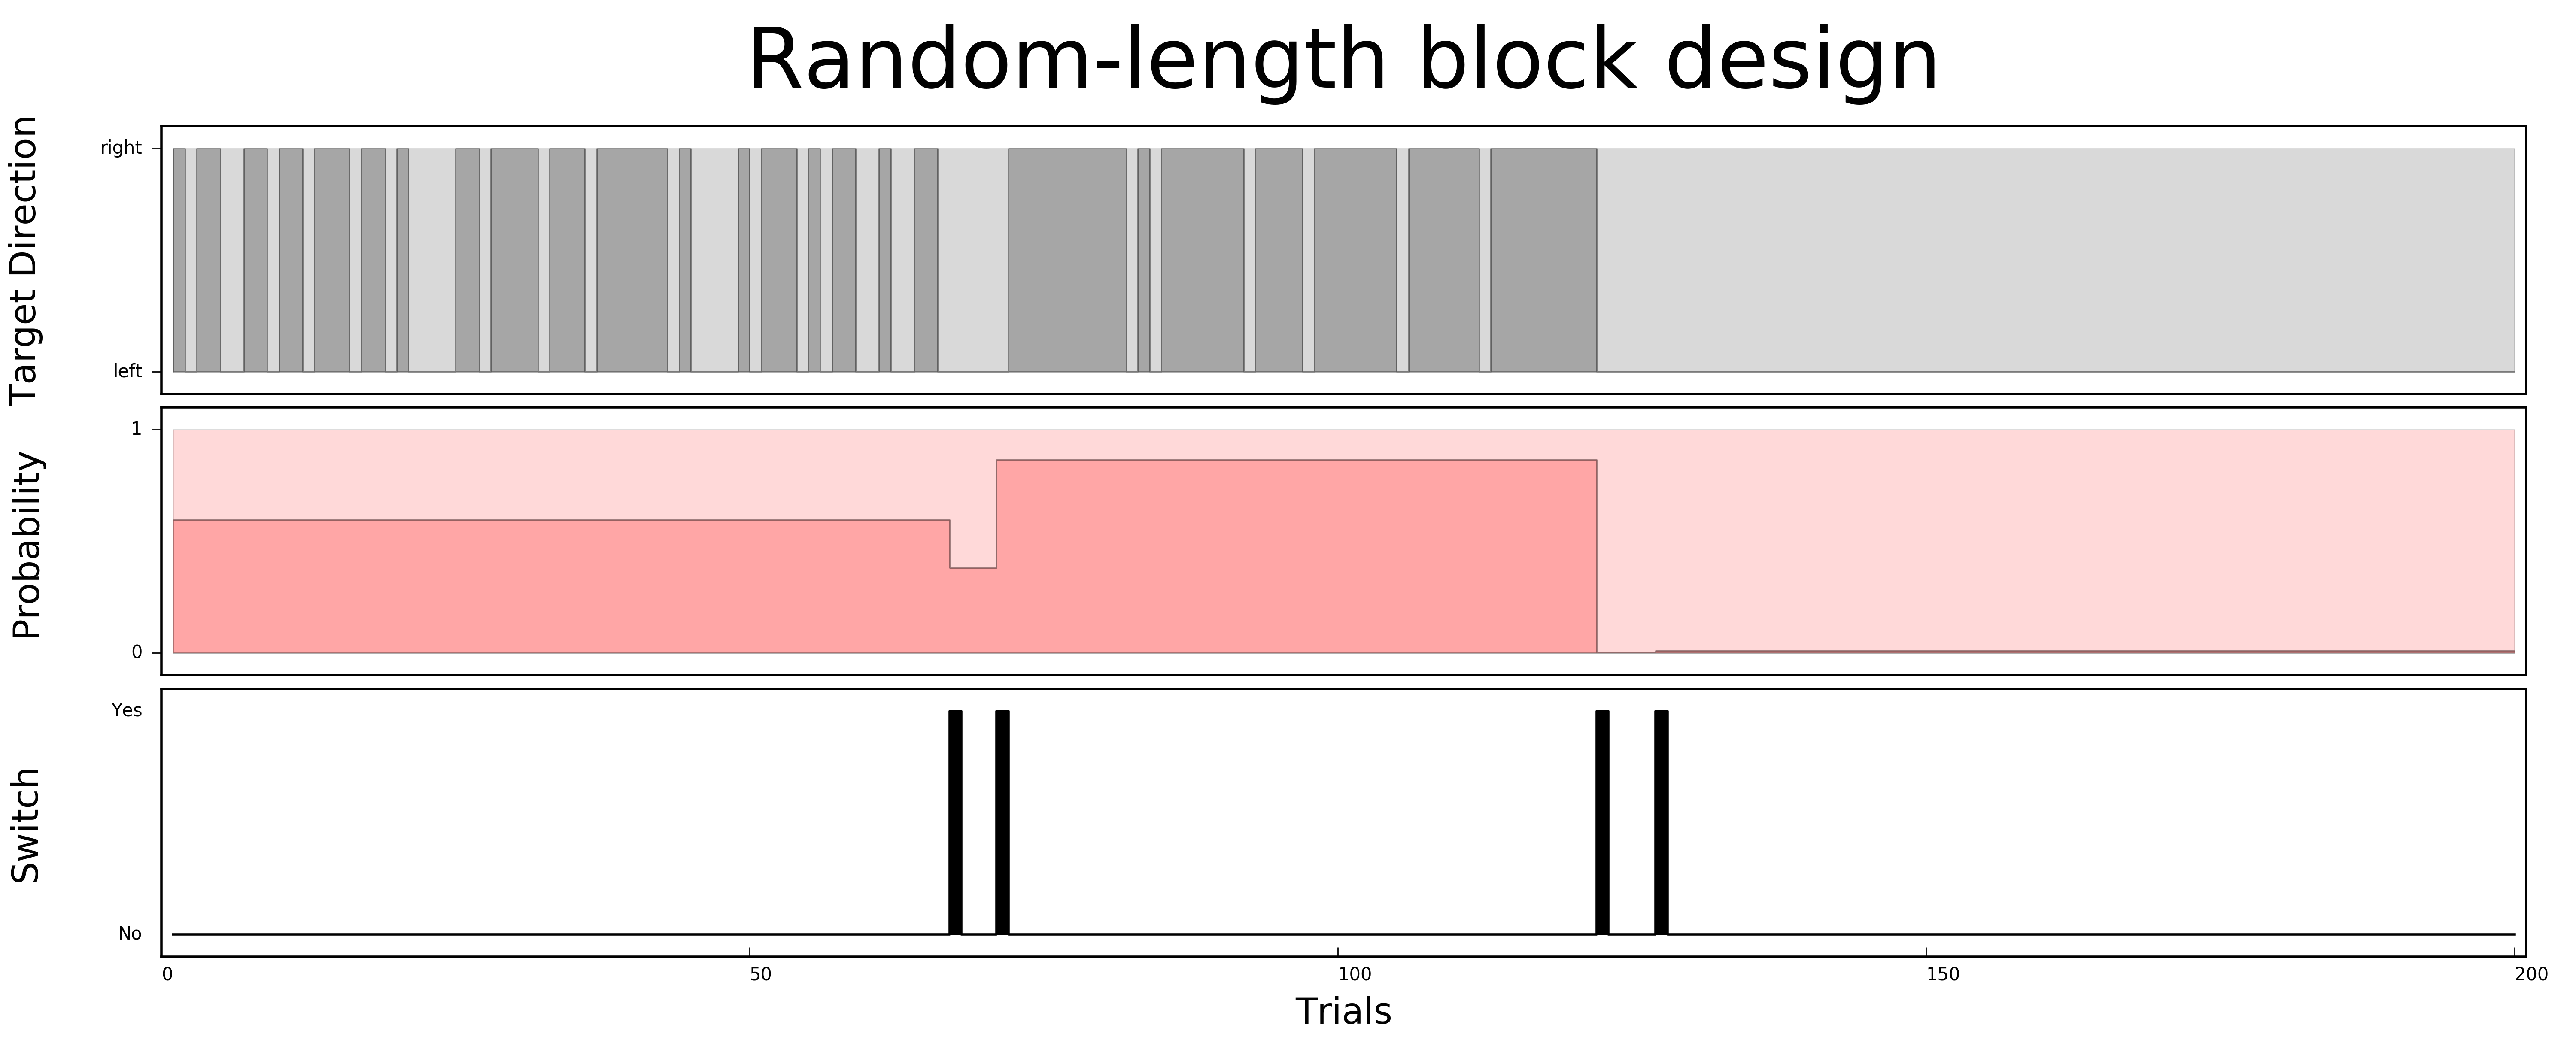 Random-length block design
Target Direction
right
left
Probability
1
0
Switch
Yes
No
0 50 100 150 200
Trials